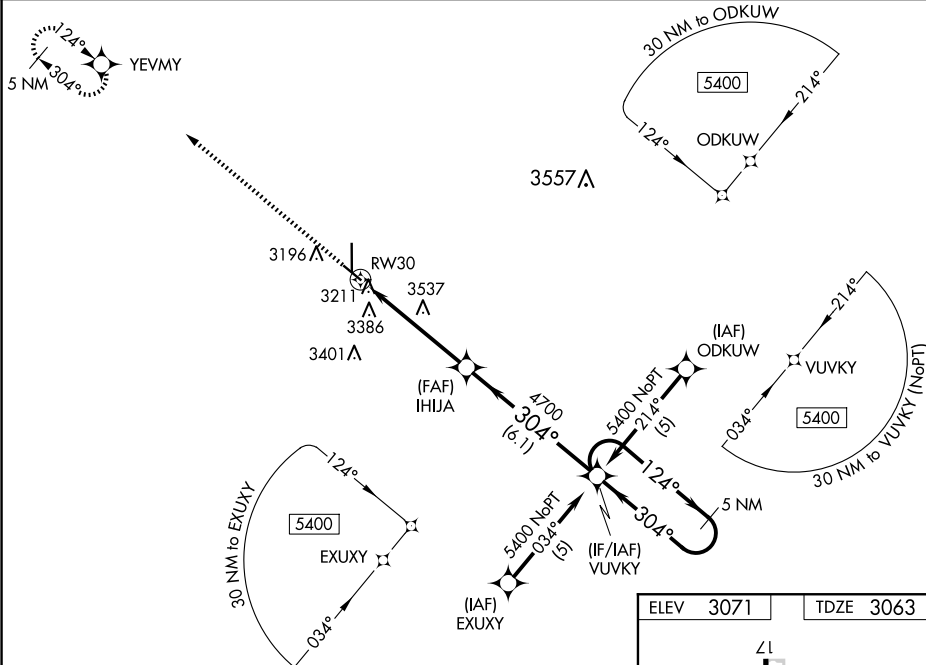 124°
304°
5 NM
YEVMY
30 NM to ODKUW
5400
214°
124°
ODKUW
3557
3196
RW30
3211
3537
3386
3401
(FAF)
IHIJA
4700
304°
(6.1)
(IAF)
ODKUW
5400 NoPT
214°
(5)
214°
VUVKY
5400
034°
30 NM to VUVKY (NoPT)
124°
304°
5 NM
(IF/IAF)
VUVKY
5400 NoPT
034°
(5)
(IAF)
EXUXY
30 NM to EXUXY
124°
5400
EXUXY
034°
ELEV 3071
TDZE 3063
17